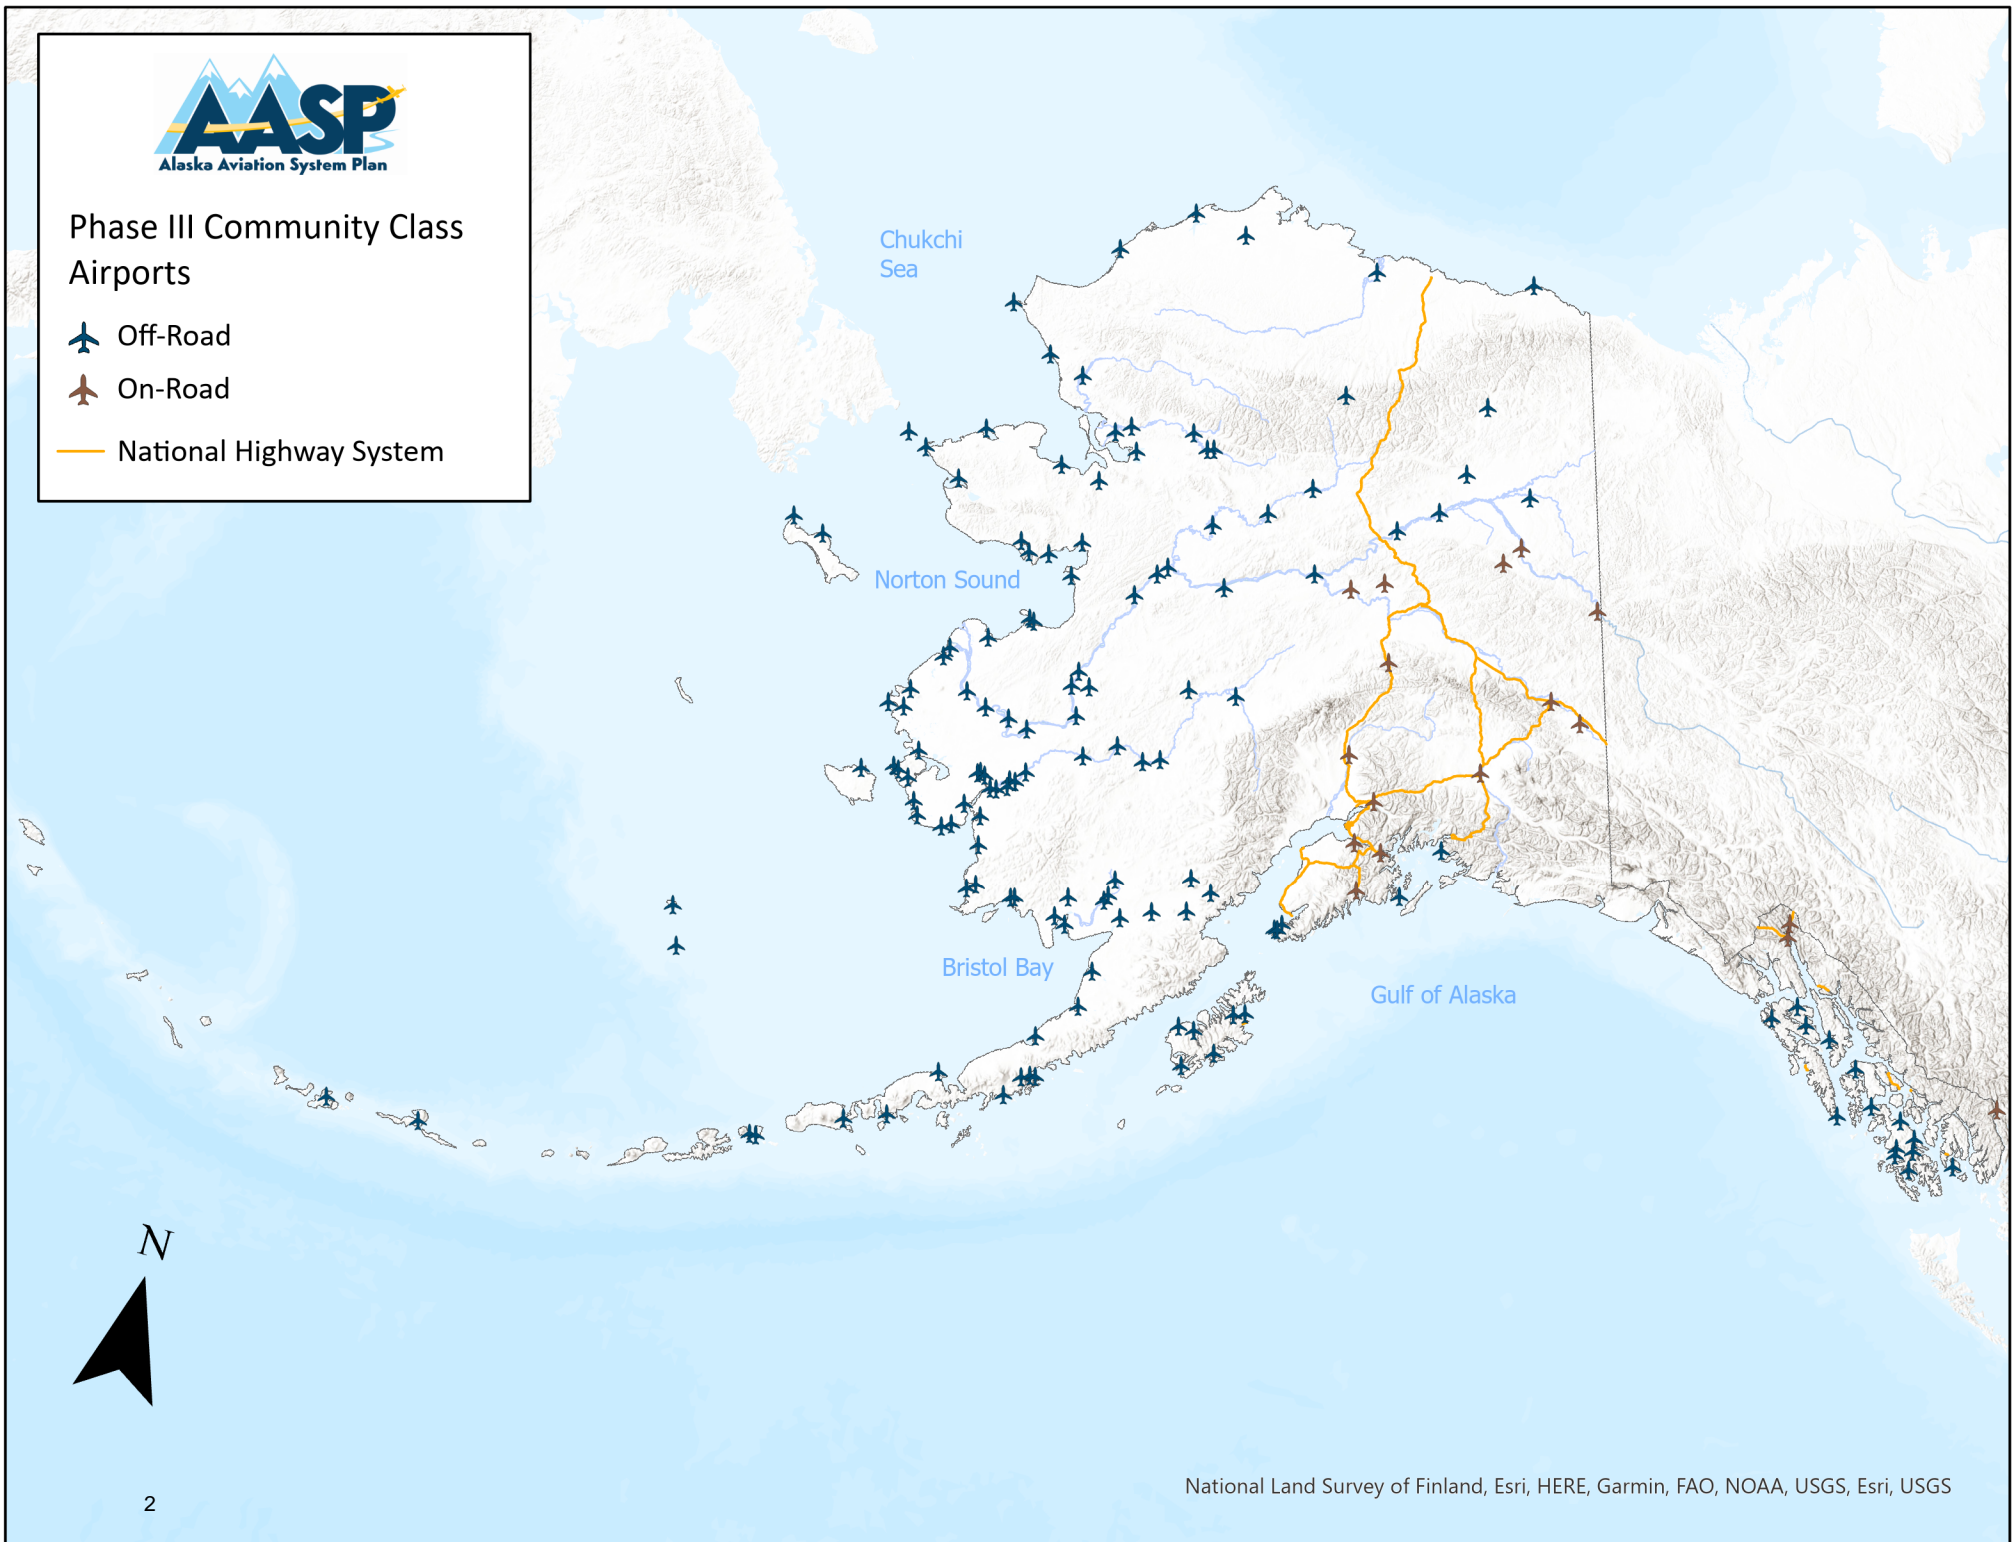 AASP
Alaska Aviation System Plan
Phase III Community Class
Airports
Off-Road
On-Road
National Highway System
Chukchi
Sea
Norton Sound
Bristol Bay
Gulf of Alaska
N
National Land Survey of Finland, Esri, HERE, Garmin, FAO, NOAA, USGS, Esri, USGS
2